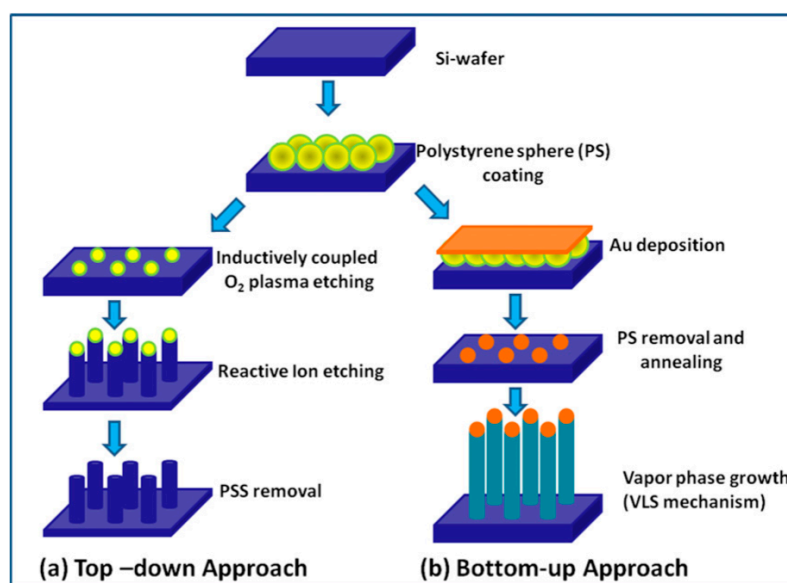 Si-wafer
Polystyrene sphere (PS)
coating
Inductively coupled
O₂ plasma etching
Au deposition
Reactive Ion etching
PS removal and
annealing
PSS removal
Vapor phase growth
(VLS mechanism)
(a) Top –down Approach
(b) Bottom-up Approach